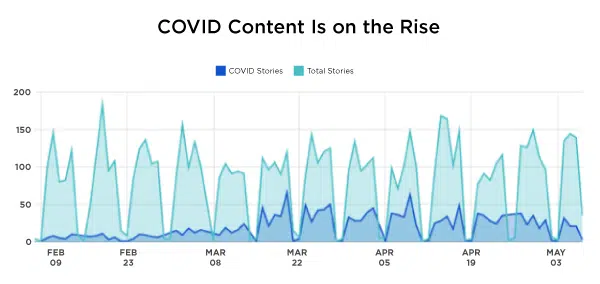 COVID Content Is on the Rise
COVID Stories Total Stories
200
150
100
50
0
FEB FEB MAR MAR APR APR MAY
09 23 08 22 05 19 03